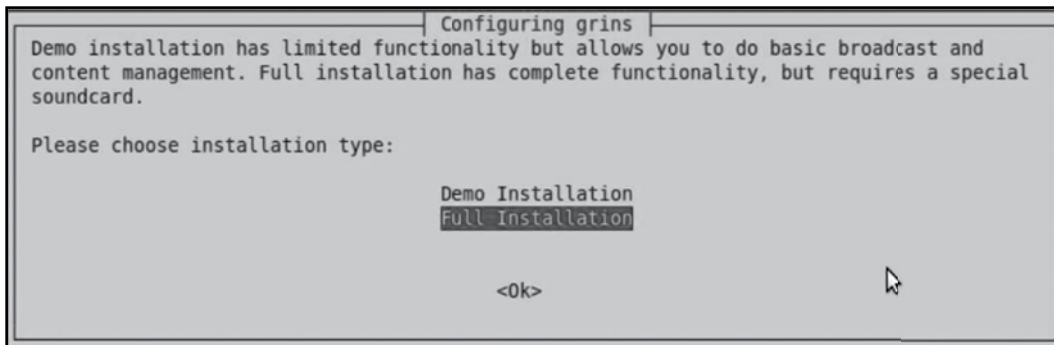 Configuring grins
Demo installation has limited functionality but allows you to do basic broadcast and
content management. Full installation has complete functionality, but requires a special
soundcard.
Please choose installation type:
Demo Installation
Full Installation
<Ok>